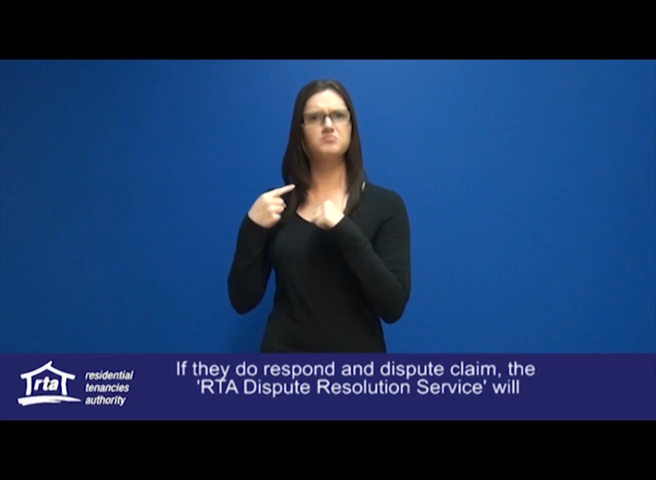 If they do respond and dispute claim, the
'RTA Dispute Resolution Service' will
rta
residential
tenancies
authority